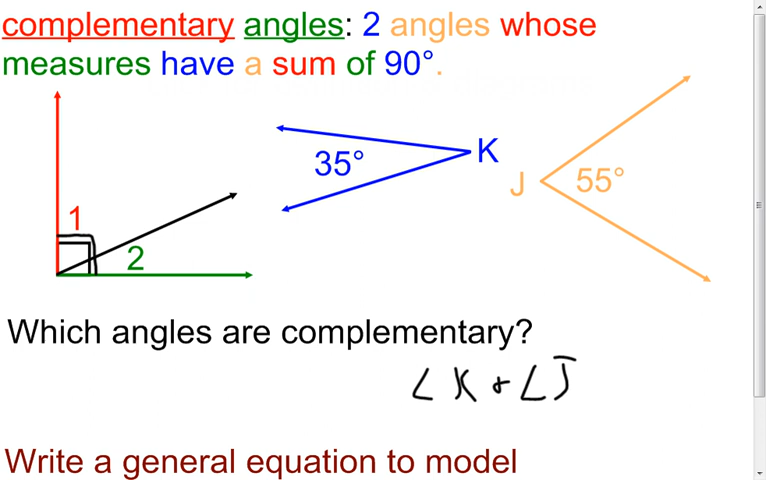 complementary angles: 2 angles whose
measures have a sum of 90°.
35°
K
J
55°
1
2
Which angles are complementary?
∠K + ∠J
Write a general equation to model